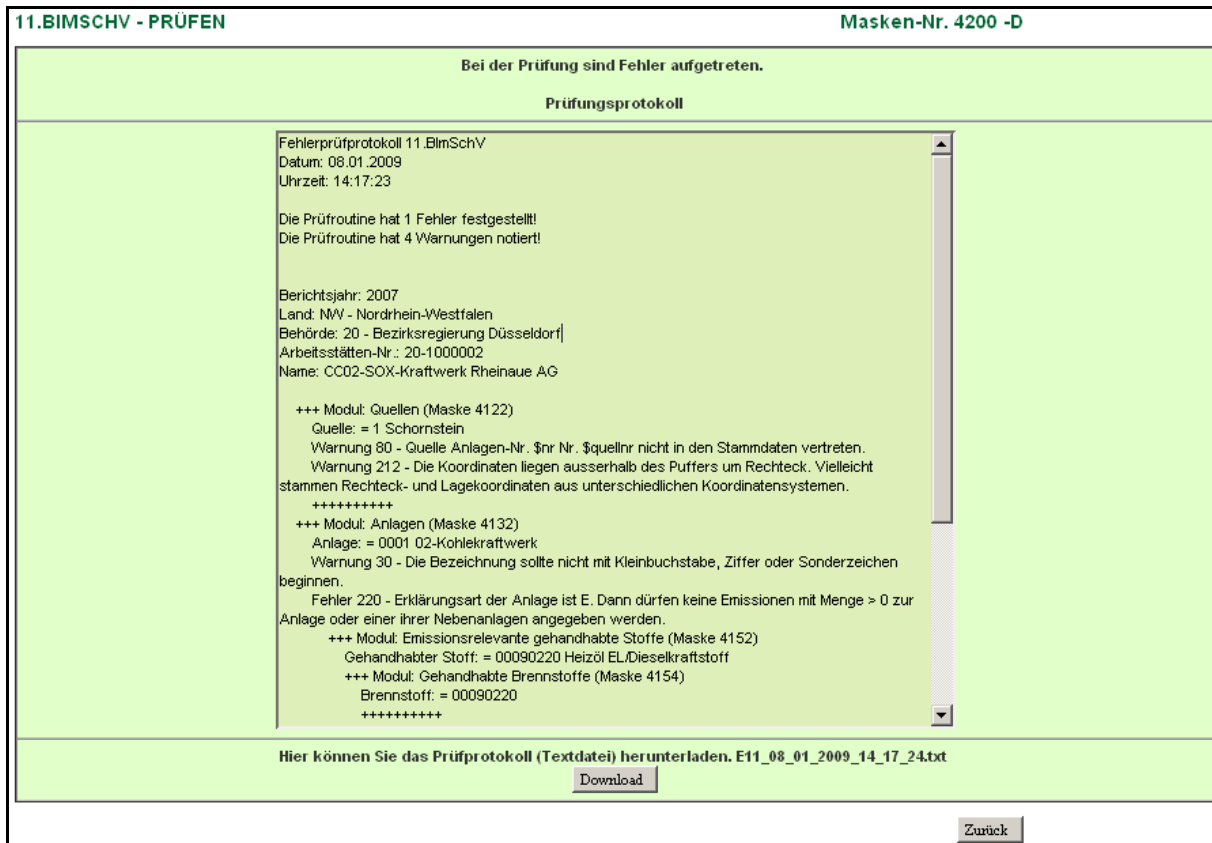 11.BIMSCHV - PRÜFEN
Masken-Nr. 4200 -D
Bei der Prüfung sind Fehler aufgetreten.
Prüfungsprotokoll
Fehlerprüfprotokoll 11.BImSchV
Datum: 08.01.2009
Uhrzeit: 14:17:23
Die Prüfroutine hat 1 Fehler festgestellt!
Die Prüfroutine hat 4 Warnungen notiert!
Berichtsjahr: 2007
Land: NW - Nordrhein-Westfalen
Behörde: 20 - Bezirksregierung Düsseldorf
Arbeitsstätten-Nr.: 20-1000002
Name: CC02-SOX-Kraftwerk Rheinaue AG
+++ Modul: Quellen (Maske 4122)
Quelle: = 1 Schornstein
Warnung 80 - Quelle Anlagen-Nr. $nr Nr. $quellnr nicht in den Stammdaten vertreten.
Warnung 212 - Die Koordinaten liegen ausserhalb des Puffers um Rechteck. Vielleicht
stammen Rechteck- und Lagekoordinaten aus unterschiedlichen Koordinatensystemen.
++++++++++
+++ Modul: Anlagen (Maske 4132)
Anlage: = 0001 02-Kohlekraftwerk
Warnung 30 - Die Bezeichnung sollte nicht mit Kleinbuchstabe, Ziffer oder Sonderzeichen
beginnen.
Fehler 220 - Erklärungsart der Anlage ist E. Dann dürfen keine Emissionen mit Menge > 0 zur
Anlage oder einer ihrer Nebenanlagen angegeben werden.
+++ Modul: Emissionsrelevante gehandhabte Stoffe (Maske 4152)
Gehandhabter Stoff: = 00090220 Heizöl EL/Dieselkraftstoff
+++ Modul: Gehandhabte Brennstoffe (Maske 4154)
Brennstoff: = 00090220
++++++++++
Hier können Sie das Prüfprotokoll (Textdatei) herunterladen. E11_08_01_2009_14_17_24.txt
Download
Zurück